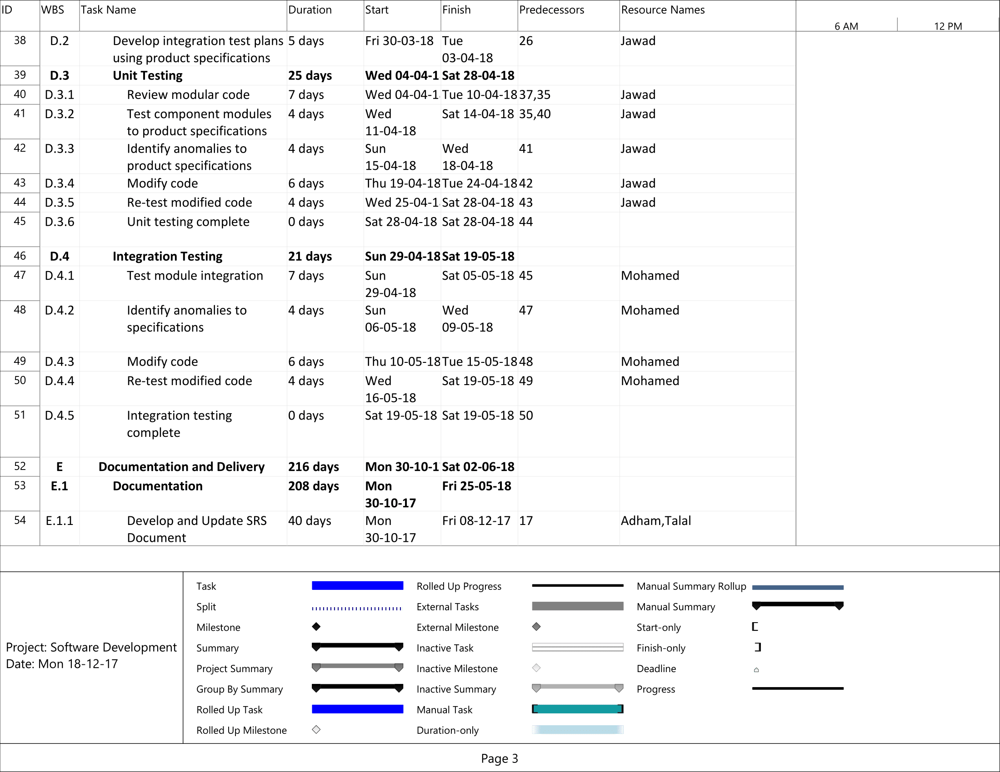 ID WBS Task Name Duration Start Finish Predecessors Resource Names
6 AM 12 PM
38 D.2 Develop integration test plans 5 days Fri 30-03-18 Tue 26 Jawad
using product specifications 03-04-18
39 D.3 Unit Testing 25 days Wed 04-04-1 Sat 28-04-18
40 D.3.1 Review modular code 7 days Wed 04-04-1 Tue 10-04-18 37,35 Jawad
41 D.3.2 Test component modules 4 days Wed Sat 14-04-18 35,40 Jawad
to product specifications 11-04-18
42 D.3.3 Identify anomalies to 4 days Sun Wed 41 Jawad
product specifications 15-04-18 18-04-18
43 D.3.4 Modify code 6 days Thu 19-04-18 Tue 24-04-18 42 Jawad
44 D.3.5 Re-test modified code 4 days Wed 25-04-1 Sat 28-04-18 43 Jawad
45 D.3.6 Unit testing complete 0 days Sat 28-04-18 Sat 28-04-18 44
46 D.4 Integration Testing 21 days Sun 29-04-18 Sat 19-05-18
47 D.4.1 Test module integration 7 days Sun Sat 05-05-18 45 Mohamed
29-04-18
48 D.4.2 Identify anomalies to 4 days Sun Wed 47 Mohamed
specifications 06-05-18 09-05-18
49 D.4.3 Modify code 6 days Thu 10-05-18 Tue 15-05-18 48 Mohamed
50 D.4.4 Re-test modified code 4 days Wed Sat 19-05-18 49 Mohamed
16-05-18
51 D.4.5 Integration testing 0 days Sat 19-05-18 Sat 19-05-18 50
complete
52 E Documentation and Delivery 216 days Mon 30-10-1 Sat 02-06-18
53 E.1 Documentation 208 days Mon Fri 25-05-18
30-10-17
54 E.1.1 Develop and Update SRS 40 days Mon Fri 08-12-17 17 Adham,Talal
Document 30-10-17
Project: Software Development
Date: Mon 18-12-17
Task
Split
Milestone
Summary
Project Summary
Group By Summary
Rolled Up Task
Rolled Up Milestone
Rolled Up Progress
External Tasks
External Milestone
Inactive Task
Inactive Milestone
Inactive Summary
Manual Task
Duration-only
Manual Summary Rollup
Manual Summary
Start-only
Finish-only
Deadline
Progress
Page 3